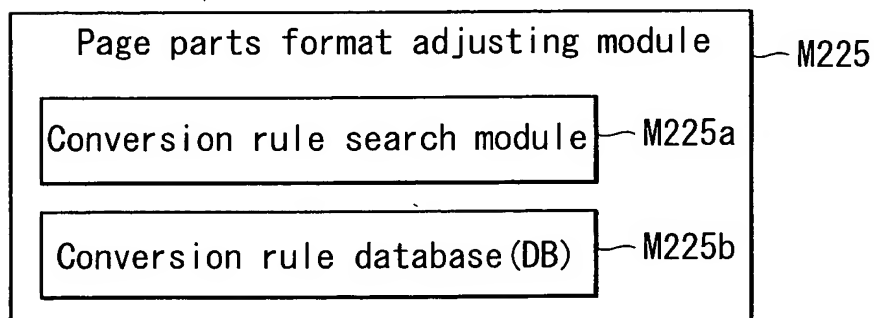 Page parts format adjusting module
M225
Conversion rule search module
M225a
Conversion rule database(DB)
M225b